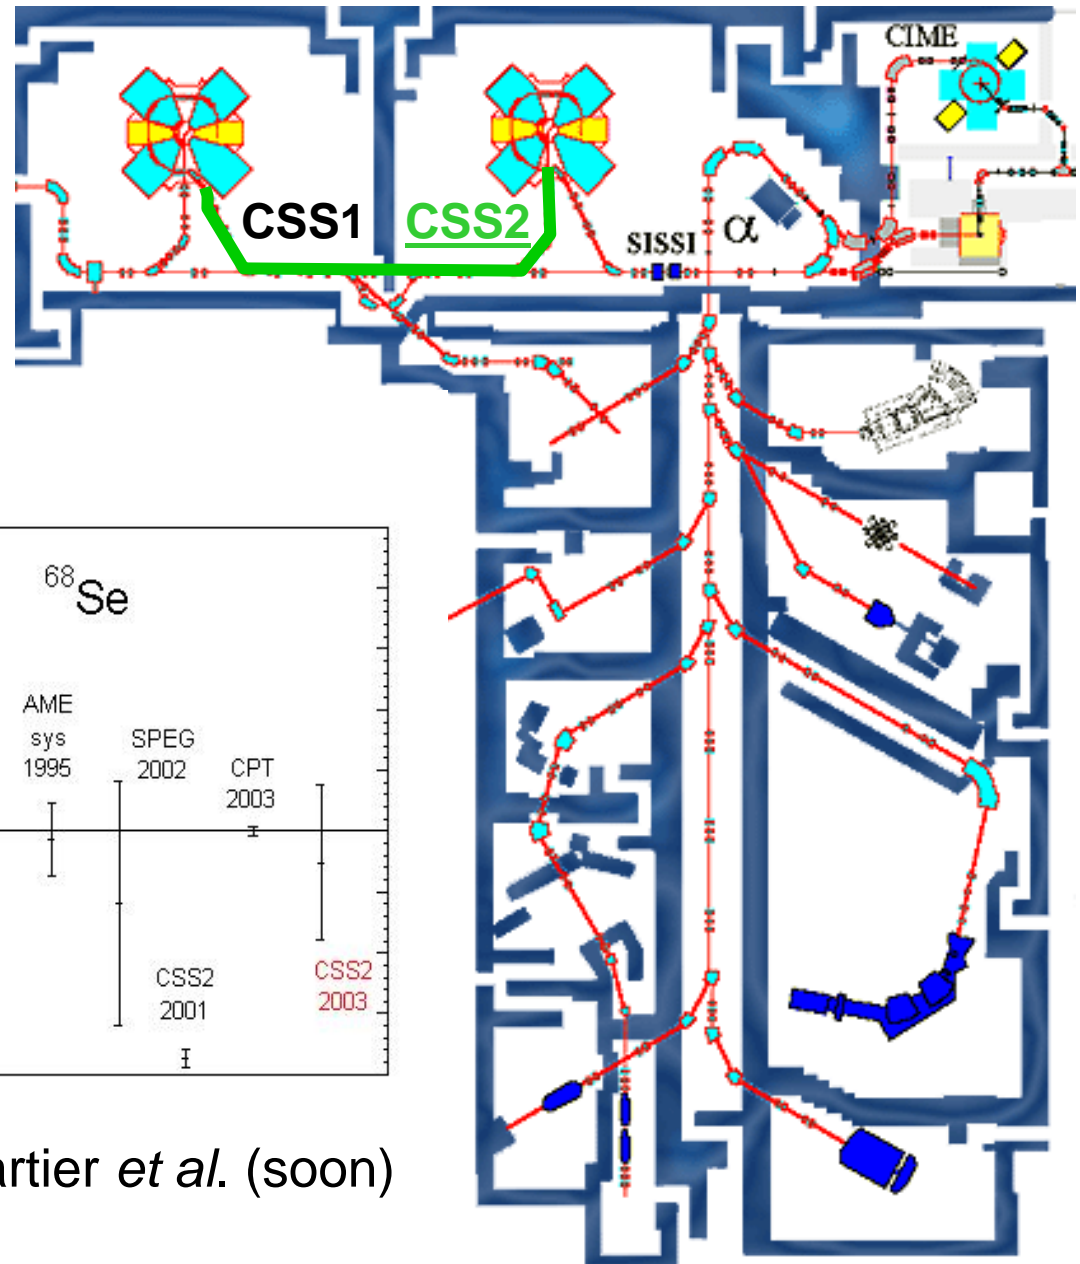 CIME
CSS1 CSS2
SISSI α
⁶⁸Se
AME
sys
1995
SPEG
2002
CPT
2003
CSS2
2001
CSS2
2003
artier et al. (soon)